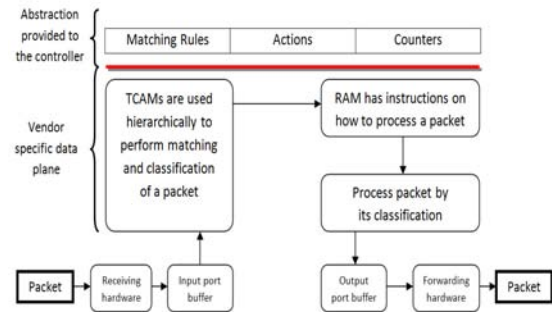 Abstraction
provided to
the controller
Matching Rules
Actions
Counters
Vendor
specific data
plane
TCAMs are used
hierarchically to
perform matching
and classification
of a packet
RAM has instructions on
how to process a packet
Process packet by
its classification
Packet
Receiving
hardware
Input port
buffer
Output
port buffer
Forwarding
hardware
Packet